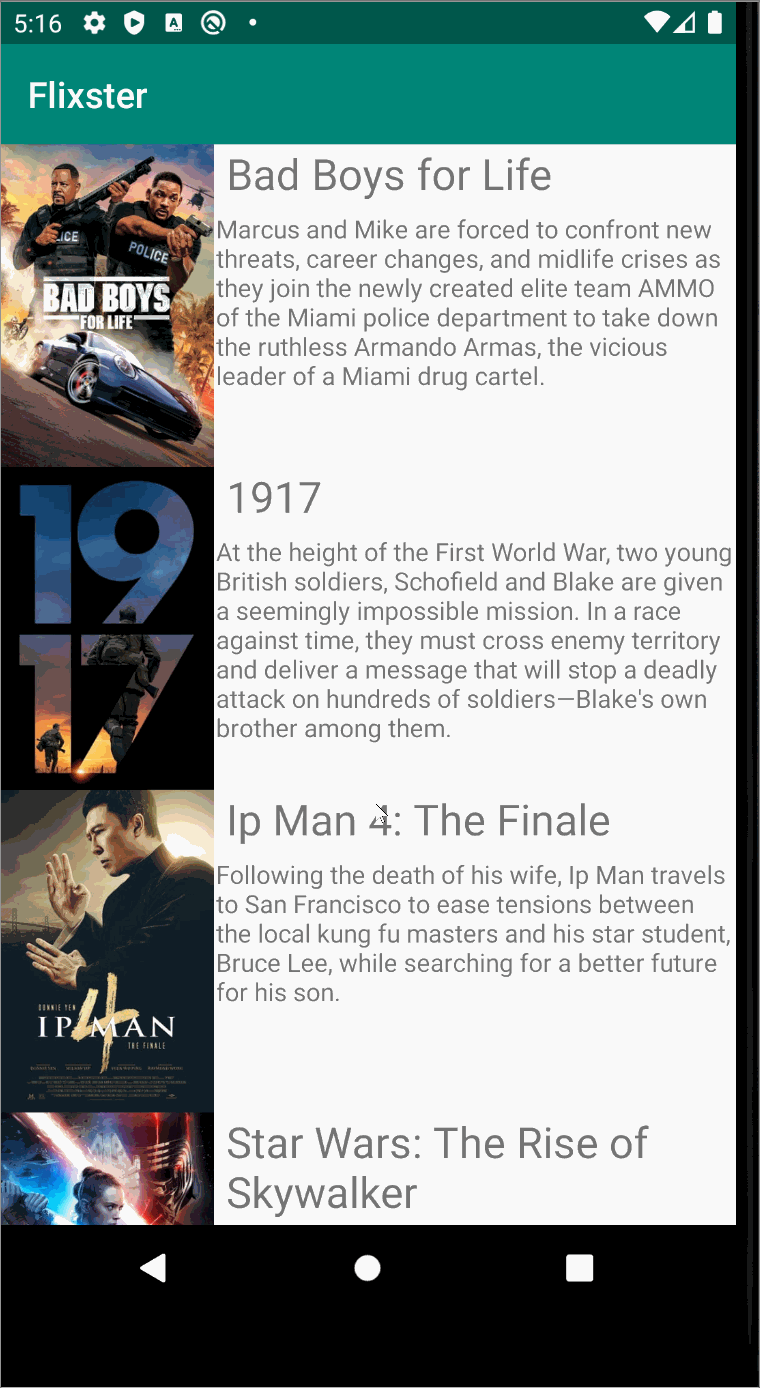 5:16
Flixster
Bad Boys for Life
Marcus and Mike are forced to confront new
threats, career changes, and midlife crises as
they join the newly created elite team AMMO
of the Miami police department to take down
the ruthless Armando Armas, the vicious
leader of a Miami drug cartel.
POLICE
BAD BOYS
FOR LIFE
1917
At the height of the First World War, two young
British soldiers, Schofield and Blake are given
a seemingly impossible mission. In a race
against time, they must cross enemy territory
and deliver a message that will stop a deadly
attack on hundreds of soldiers—Blake's own
brother among them.
19
17
Ip Man 4: The Finale
Following the death of his wife, Ip Man travels
to San Francisco to ease tensions between
the local kung fu masters and his star student,
Bruce Lee, while searching for a better future
for his son.
DONNIE YEN
IP MAN
4
THE FINALE
Star Wars: The Rise of
Skywalker